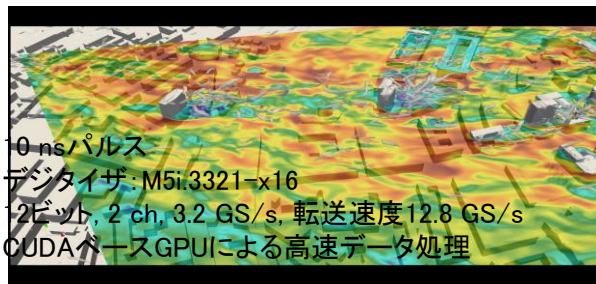 10 nsパルス
デジタイザ：M5i.3321-x16
12ビット, 2 ch, 3.2 GS/s, 転送速度12.8 GS/s
CUDAベースGPUによる高速データ処理